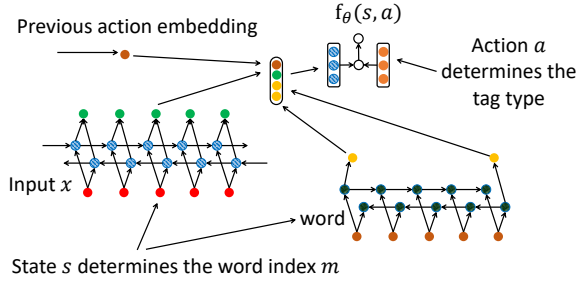 Previous action embedding
f_θ(s, a)
Action a
determines the
tag type
Input x
word
State s determines the word index m